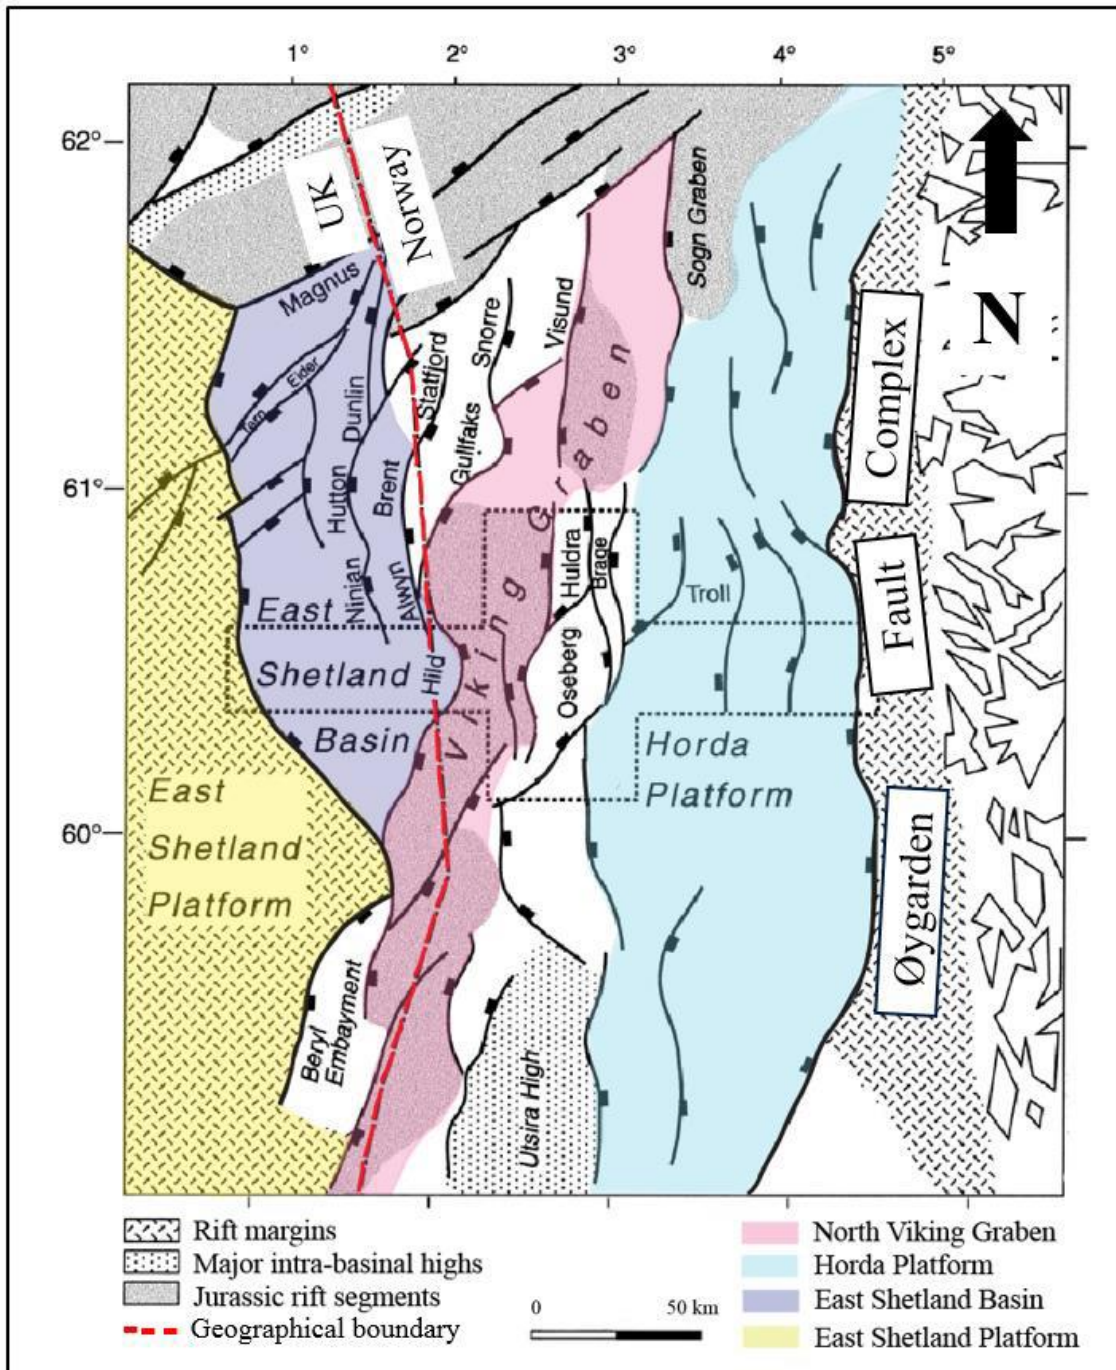 1° 2° 3° 4° 5°
62°
61°
60°
UK
Norway
N
Sogn Graben
Magnus
Visund
Snorre
Statfjord
Eider
Tern
Dunlin
Gullfaks
Hutton
Brent
Viking Graben
Complex
Fault
Øygarden
Huldra
Brage
Ninian
Alwyn
Troll
Oseberg
Hild
East
Shetland
Basin
Horda
Platform
East
Shetland
Platform
Beryl
Embayment
Utsira High
Rift margins
Major intra-basinal highs
Jurassic rift segments
Geographical boundary
0 50 km
North Viking Graben
Horda Platform
East Shetland Basin
East Shetland Platform